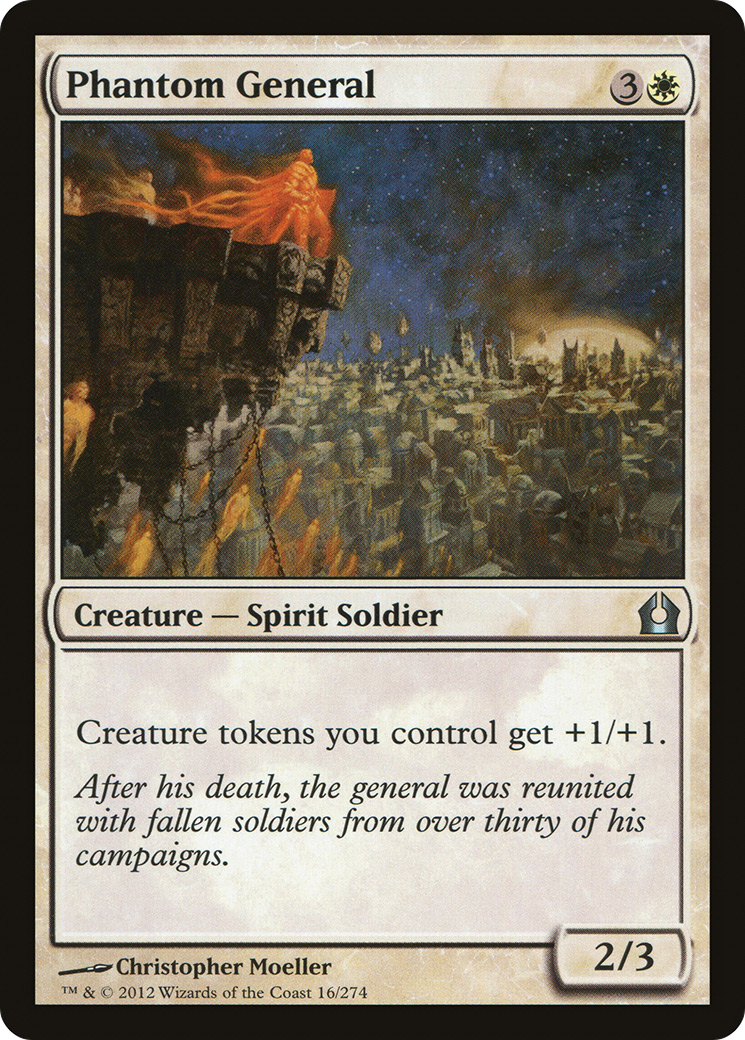 Phantom General
3
Creature — Spirit Soldier
Creature tokens you control get +1/+1.
After his death, the general was reunited
with fallen soldiers from over thirty of his
campaigns.
2/3
Christopher Moeller
™ & © 2012 Wizards of the Coast 16/274